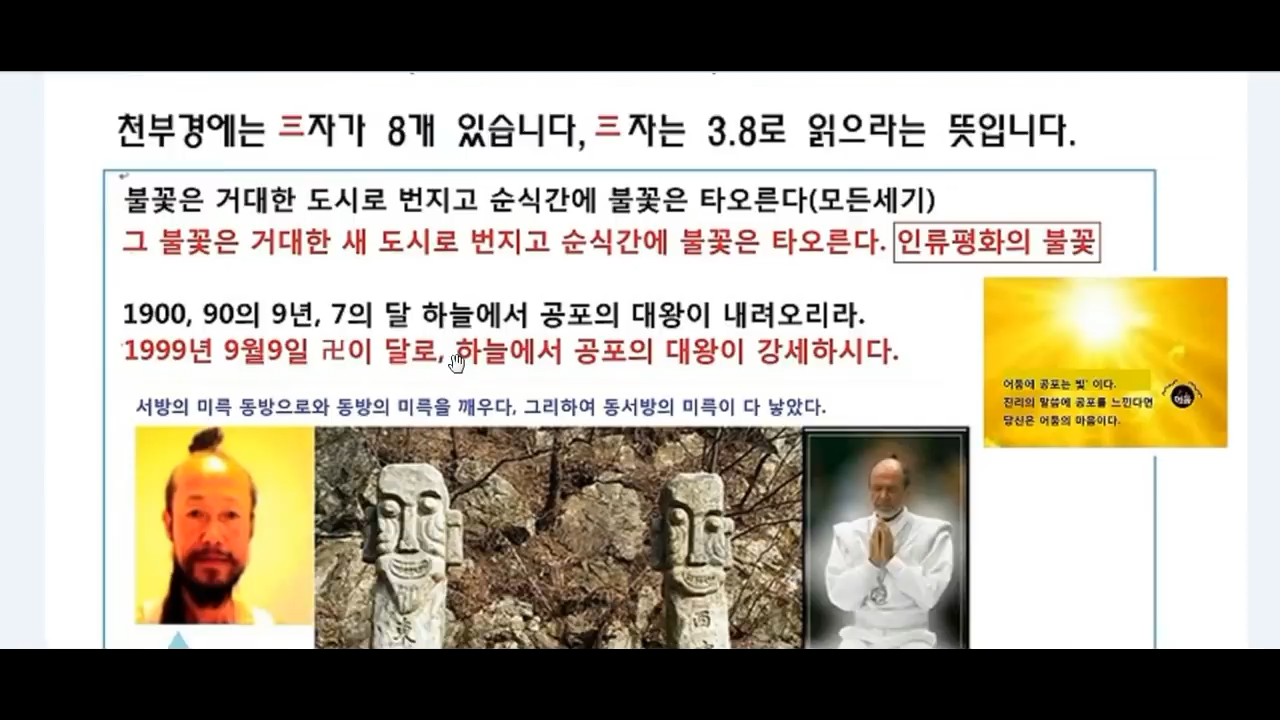 천부경에는 三자가 8개 있습니다, 三 자는 3.8로 읽으라는 뜻입니다.
불꽃은 거대한 도시로 번지고 순식간에 불꽃은 타오른다(모든세기)
그 불꽃은 거대한 새 도시로 번지고 순식간에 불꽃은 타오른다. 인류평화의 불꽃
1900, 90의 9년, 7의 달 하늘에서 공포의 대왕이 내려오리라.
1999년 9월9일 卍이 달로, 하늘에서 공포의 대왕이 강세하시다.
어둠에 공포는 빛' 이다.
진리의 말씀에 공포를 느낀다면
당신은 어둠의 마음이다.
어둠
서방의 미륵 동방으로와 동방의 미륵을 깨우다, 그리하여 동서방의 미륵이 다 낳았다.
東
西